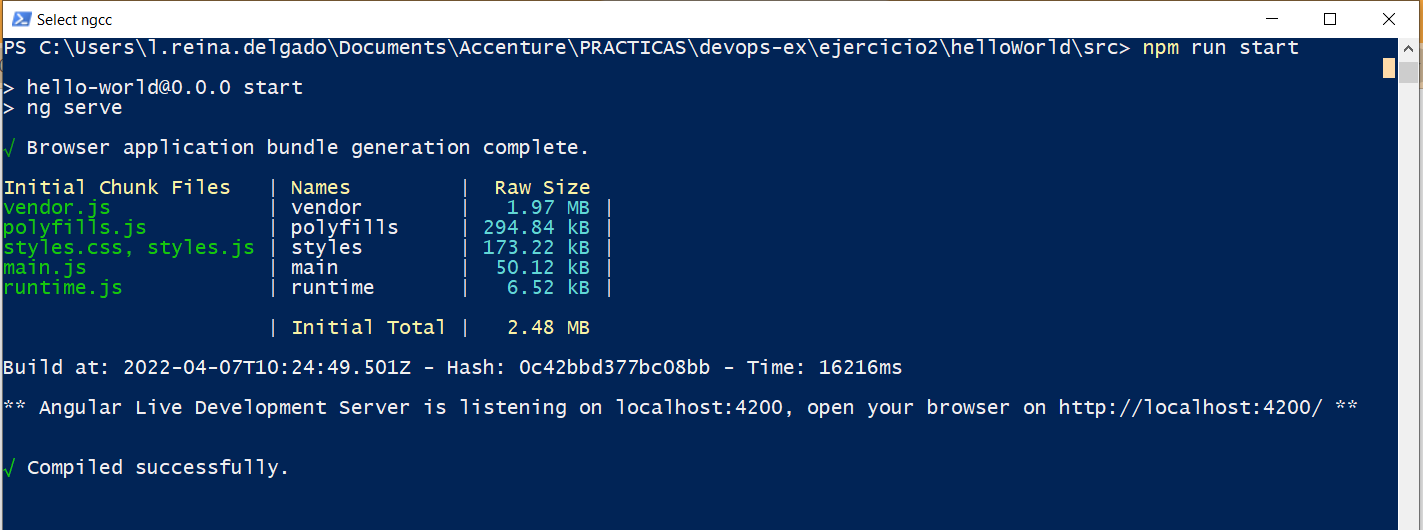 Select ngcc
PS C:\Users\l.reina.delgado\Documents\Accenture\PRACTICAS\devops-ex\ejercicio2\helloWorld\src> npm run start
> hello-world@0.0.0 start
> ng serve
√ Browser application bundle generation complete.
Initial Chunk Files   | Names         |  Raw Size
vendor.js             | vendor        |   1.97 MB |
polyfills.js          | polyfills     | 294.84 kB |
styles.css, styles.js | styles        | 173.22 kB |
main.js               | main          |  50.12 kB |
runtime.js            | runtime       |   6.52 kB |
                      | Initial Total |   2.48 MB
Build at: 2022-04-07T10:24:49.501Z - Hash: 0c42bbd377bc08bb - Time: 16216ms
** Angular Live Development Server is listening on localhost:4200, open your browser on http://localhost:4200/ **
√ Compiled successfully.